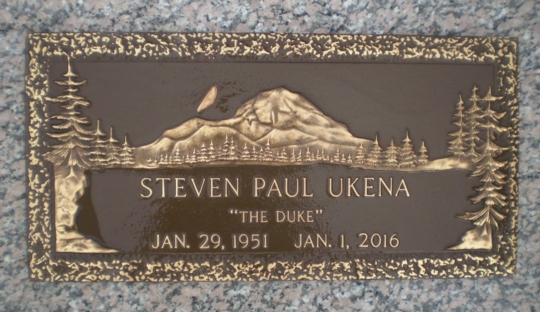 STEVEN PAUL UKENA
"THE DUKE"
JAN. 29, 1951 JAN. 1, 2016